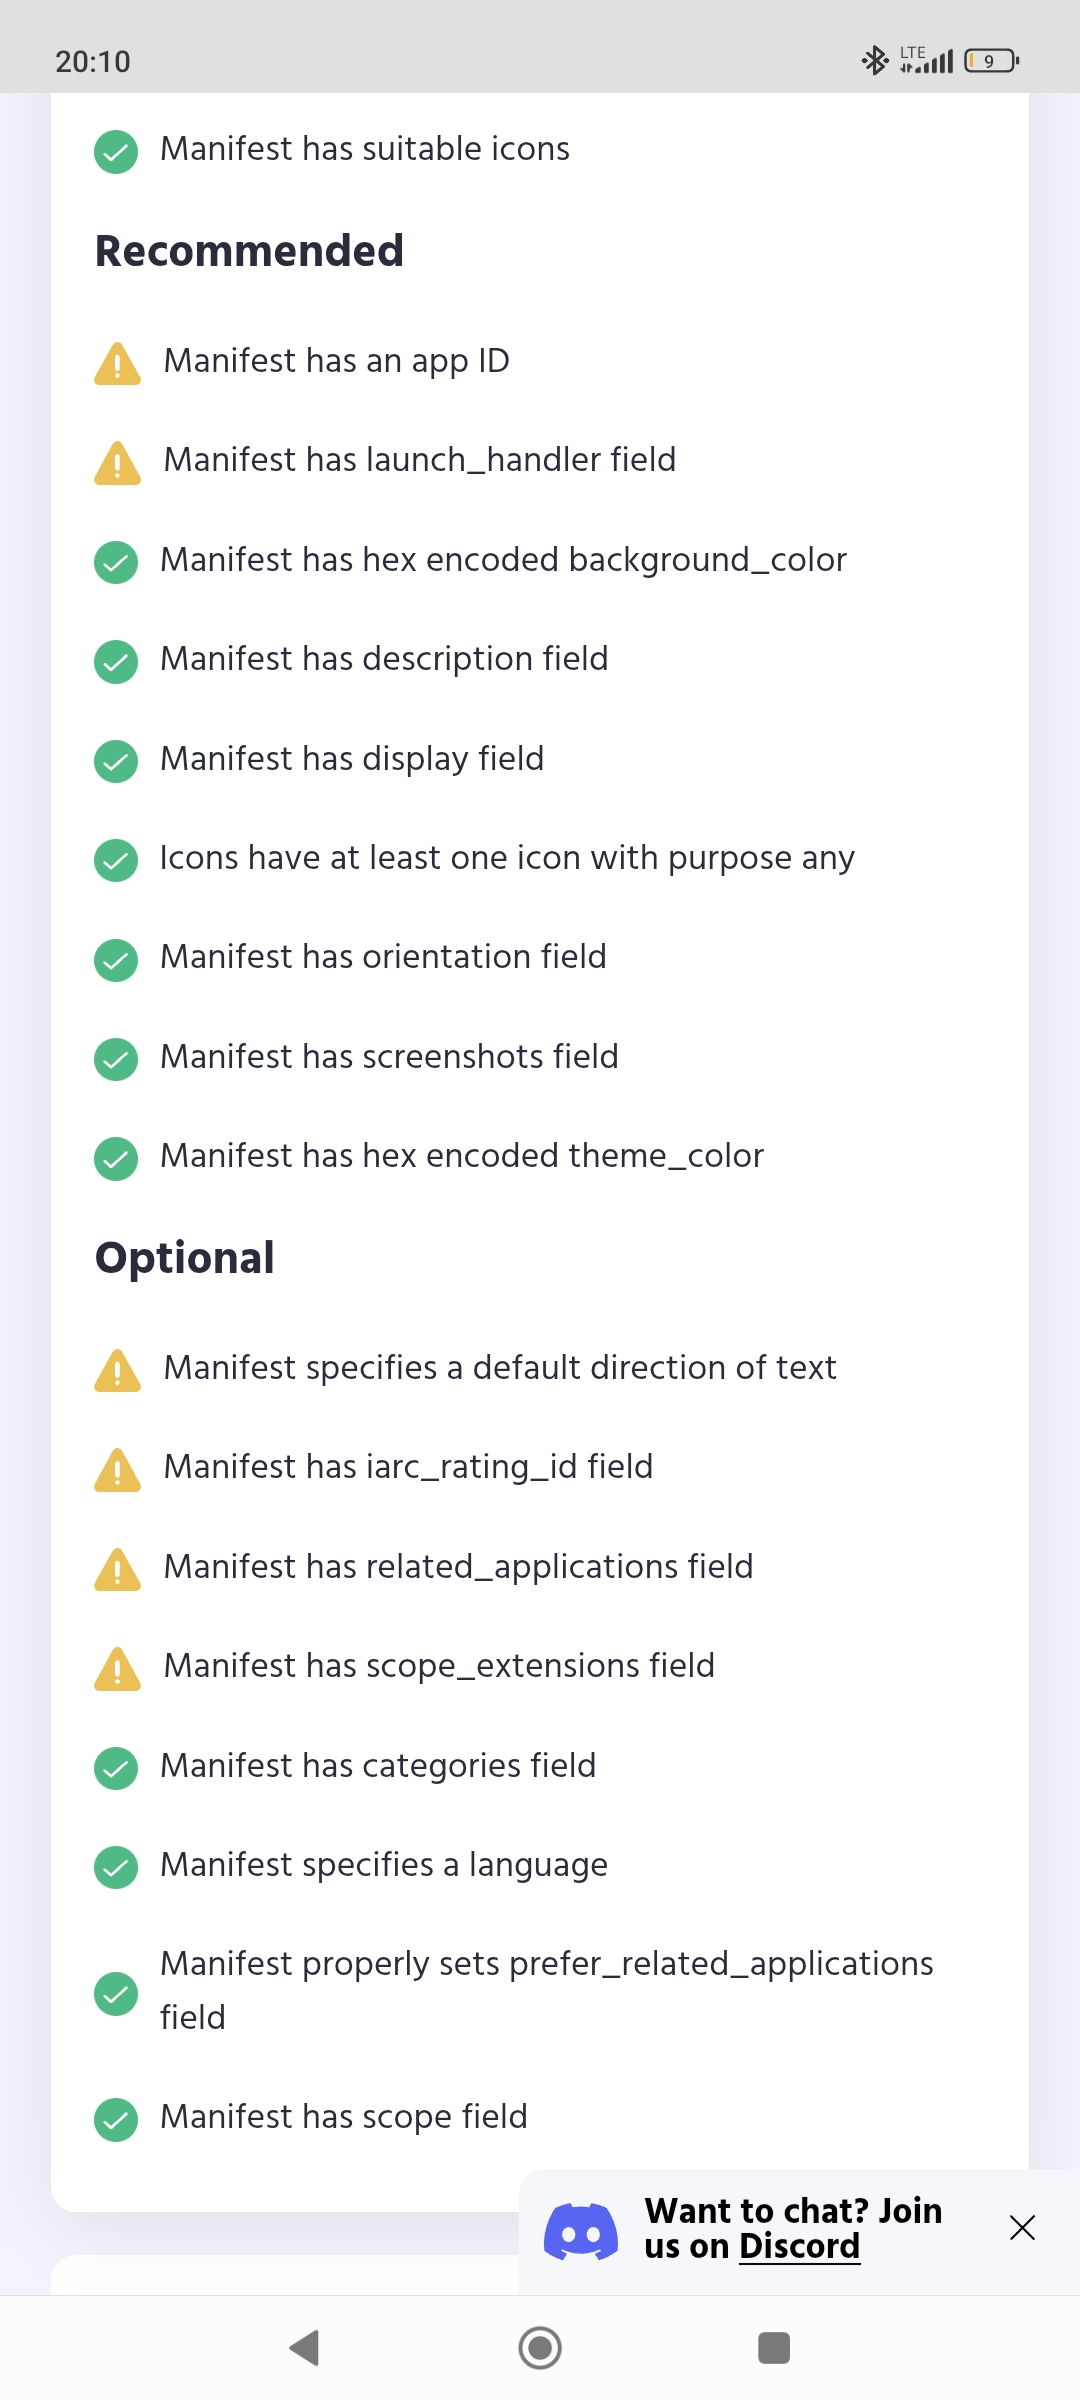 20:10
LTE
9
Manifest has suitable icons
Recommended
Manifest has an app ID
Manifest has launch_handler field
Manifest has hex encoded background_color
Manifest has description field
Manifest has display field
Icons have at least one icon with purpose any
Manifest has orientation field
Manifest has screenshots field
Manifest has hex encoded theme_color
Optional
Manifest specifies a default direction of text
Manifest has iarc_rating_id field
Manifest has related_applications field
Manifest has scope_extensions field
Manifest has categories field
Manifest specifies a language
Manifest properly sets prefer_related_applications
field
Manifest has scope field
Want to chat? Join
us on Discord